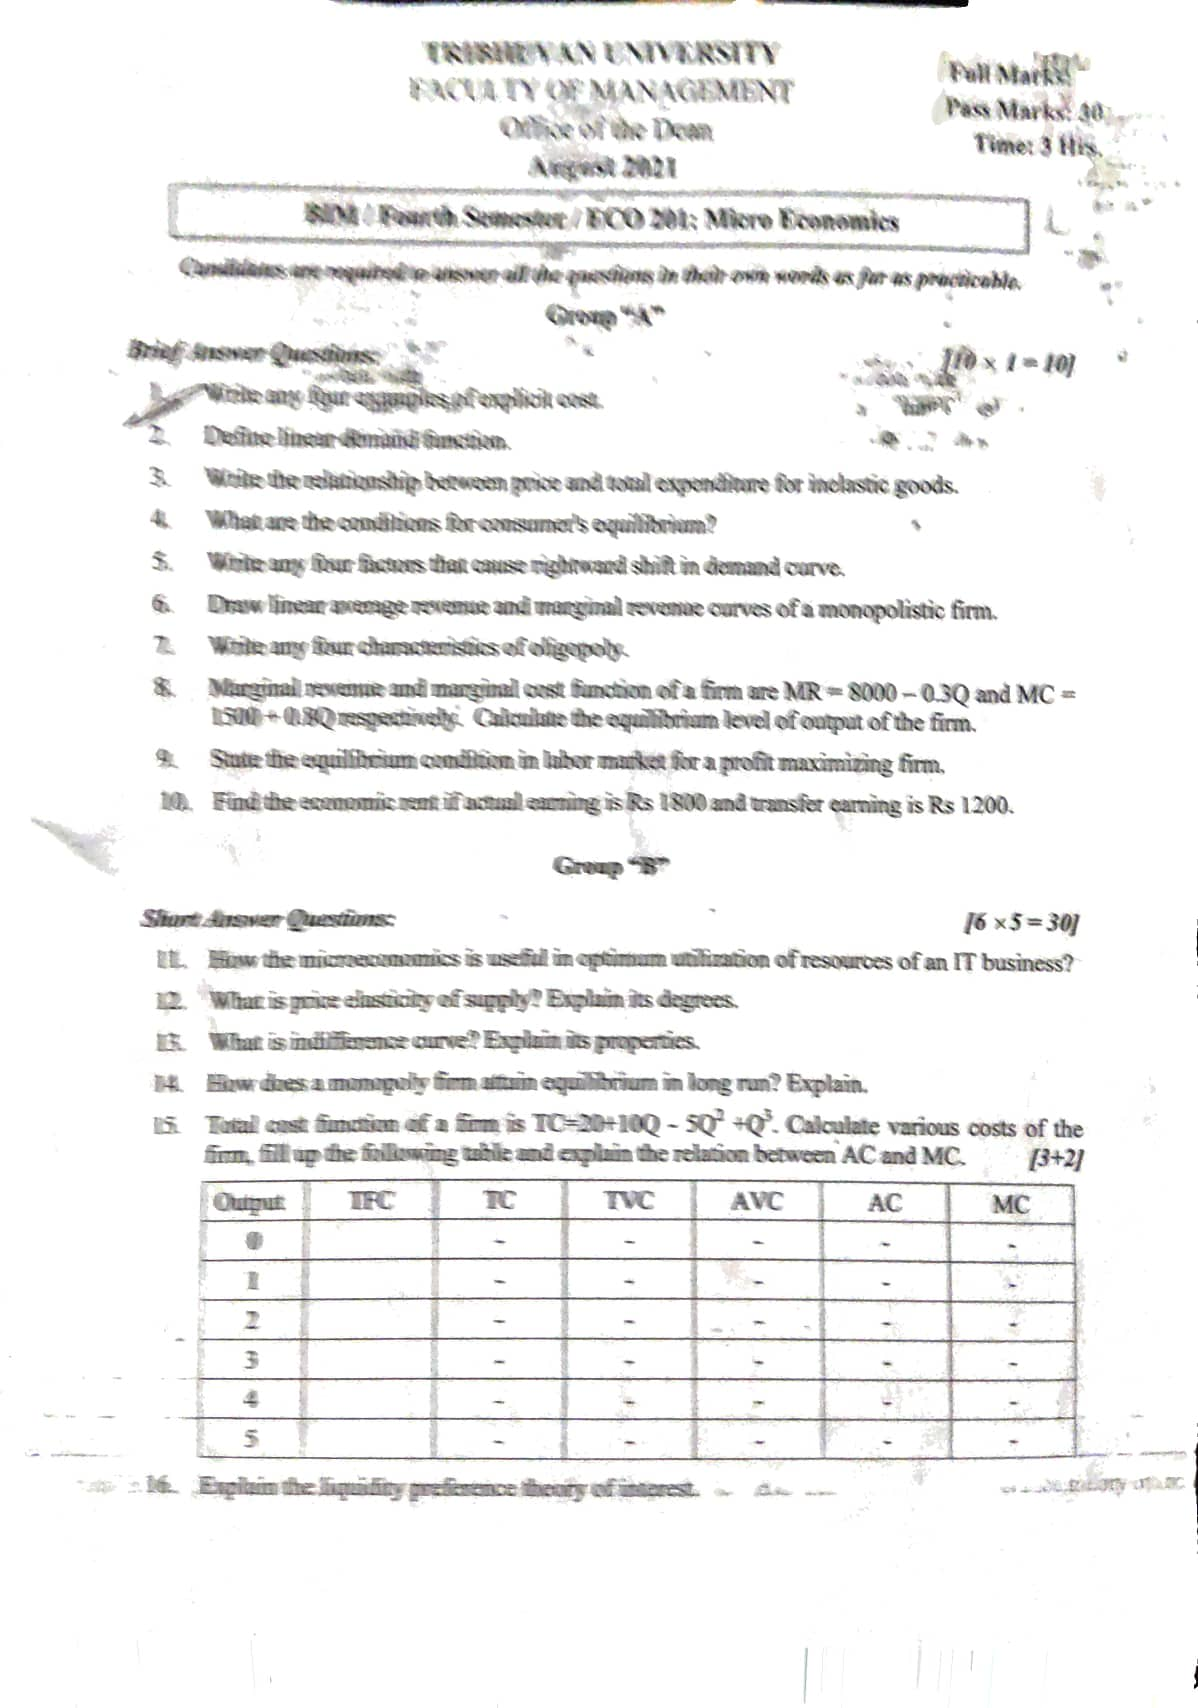 TRIBHUVAN UNIVERSITY
FACULTY OF MANAGEMENT
Office of the Dean
August 2021
Full Marks:
Pass Marks: 30
Time: 3 Hrs.
BIM / Fourth Semester / ECO 201: Micro Economics
Candidates are required to answer all the questions in their own words as far as practicable.
Group "A"
Brief Answer Questions: [10 × 1 = 10]
1. Write any four examples of explicit cost.
2. Define linear demand function.
3. Write the relationship between price and total expenditure for inelastic goods.
4. What are the conditions for consumer's equilibrium?
5. Write any four factors that cause rightward shift in demand curve.
6. Draw linear average revenue and marginal revenue curves of a monopolistic firm.
7. Write any four characteristics of oligopoly.
8. Marginal revenue and marginal cost function of a firm are MR = 8000 – 0.3Q and MC =
1500 + 0.8Q respectively. Calculate the equilibrium level of output of the firm.
9. State the equilibrium condition in labor market for a profit maximizing firm.
10. Find the economic rent if actual earning is Rs 1800 and transfer earning is Rs 1200.
Group "B"
Short Answer Questions: [6 ×5 = 30]
11. How the microeconomics is useful in optimum utilization of resources of an IT business?
12. What is price elasticity of supply? Explain its degrees.
13. What is indifference curve? Explain its properties.
14. How does a monopoly firm attain equilibrium in long run? Explain.
15. Total cost function of a firm is TC=20+10Q - 5Q² +Q³. Calculate various costs of the
firm, fill up the following table and explain the relation between AC and MC. [3+2]
Output TFC TC TVC AVC AC MC
0 - - - - -
1 - - - - -
2 - - - - -
3 - - - - -
4 - - - - -
5 - - - - -
16. Explain the liquidity preference theory of interest.